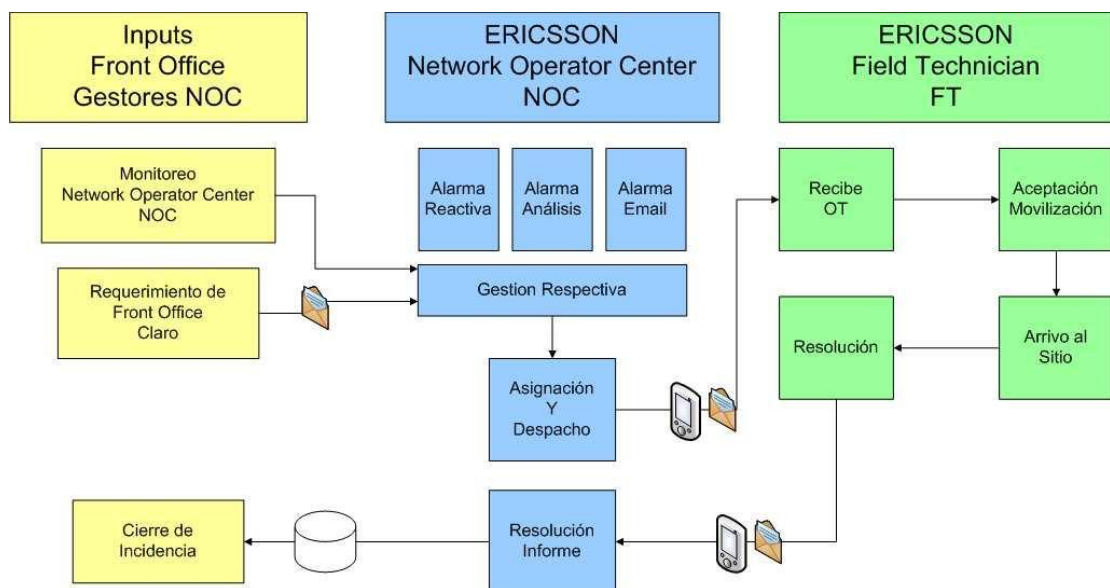 Inputs
Front Office
Gestores NOC
ERICSSON
Network Operator Center
NOC
ERICSSON
Field Technician
FT
Monitoreo
Network Operator Center
NOC
Requerimiento de
Front Office
Claro
Alarma
Reactiva
Alarma
Análisis
Alarma
Email
Gestion Respectiva
Asignación
Y
Despacho
Recibe
OT
Aceptación
Movilización
Resolución
Arrivo al
Sitio
Cierre de
Incidencia
Resolución
Informe